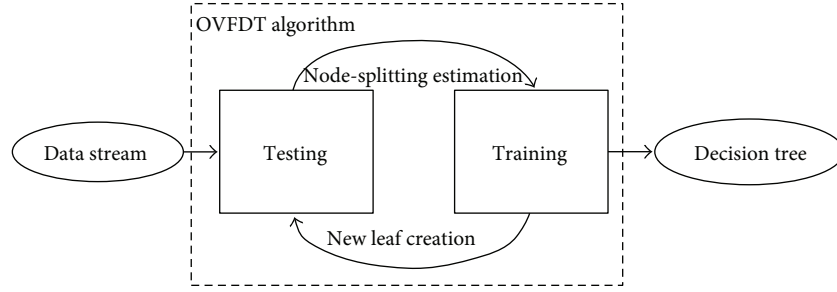 OVFDT algorithm
Node-splitting estimation
Data stream
Testing
Training
Decision tree
New leaf creation